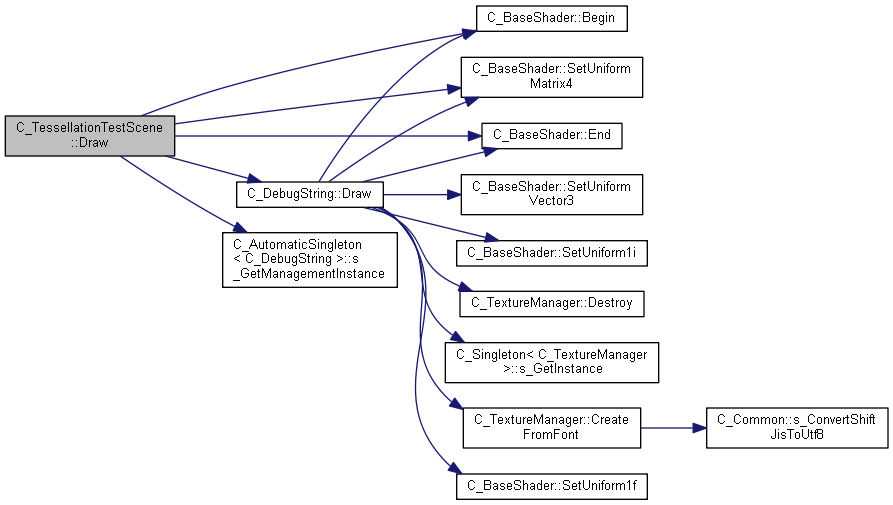 C_TessellationTestScene
::Draw
C_BaseShader::Begin
C_BaseShader::SetUniform
Matrix4
C_BaseShader::End
C_DebugString::Draw
C_BaseShader::SetUniform
Vector3
C_AutomaticSingleton
< C_DebugString >::s
_GetManagementInstance
C_BaseShader::SetUniform1i
C_TextureManager::Destroy
C_Singleton< C_TextureManager
>::s_GetInstance
C_TextureManager::Create
FromFont
C_Common::s_ConvertShift
JisToUtf8
C_BaseShader::SetUniform1f